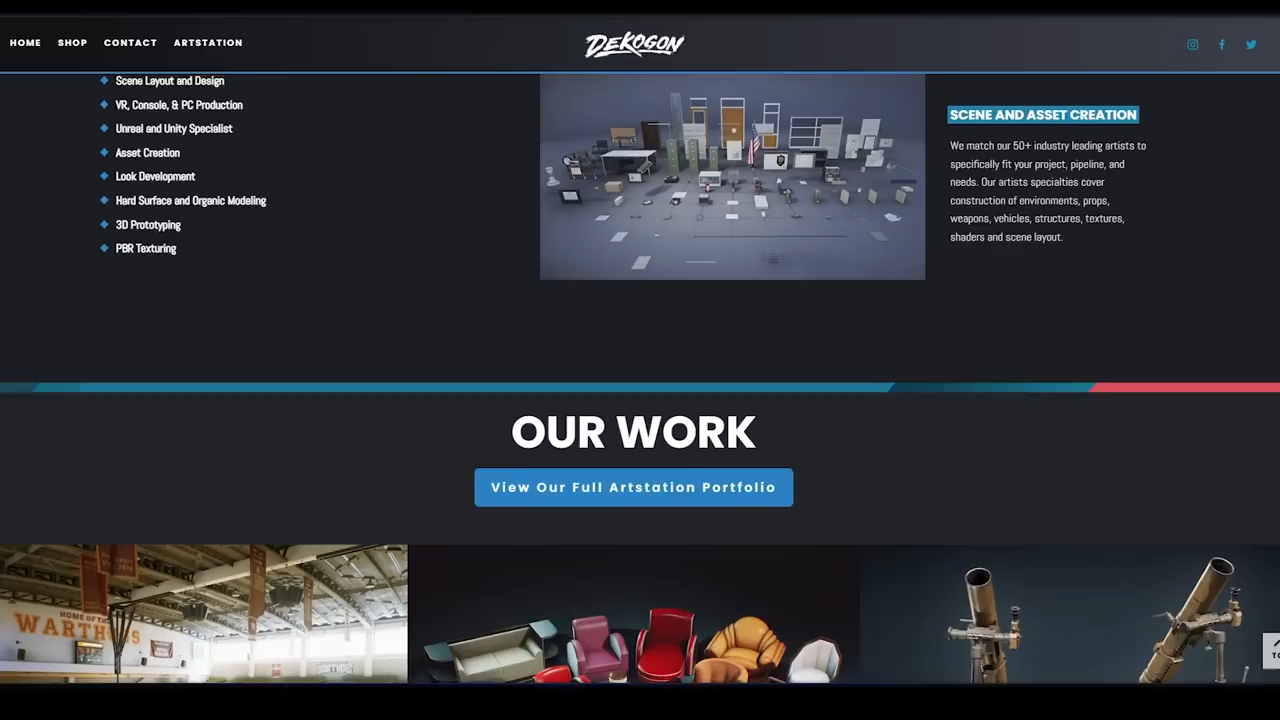 HOME SHOP CONTACT ARTSTATION
DEKOGON
Scene Layout and Design
VR, Console, & PC Production
Unreal and Unity Specialist
Asset Creation
Look Development
Hard Surface and Organic Modeling
3D Prototyping
PBR Texturing
SCENE AND ASSET CREATION
We match our 50+ industry leading artists to
specifically fit your project, pipeline, and
needs. Our artists specialties cover
construction of environments, props,
weapons, vehicles, structures, textures,
shaders and scene layout.
OUR WORK
View Our Full Artstation Portfolio
HOME OF THE
WARTHOGS